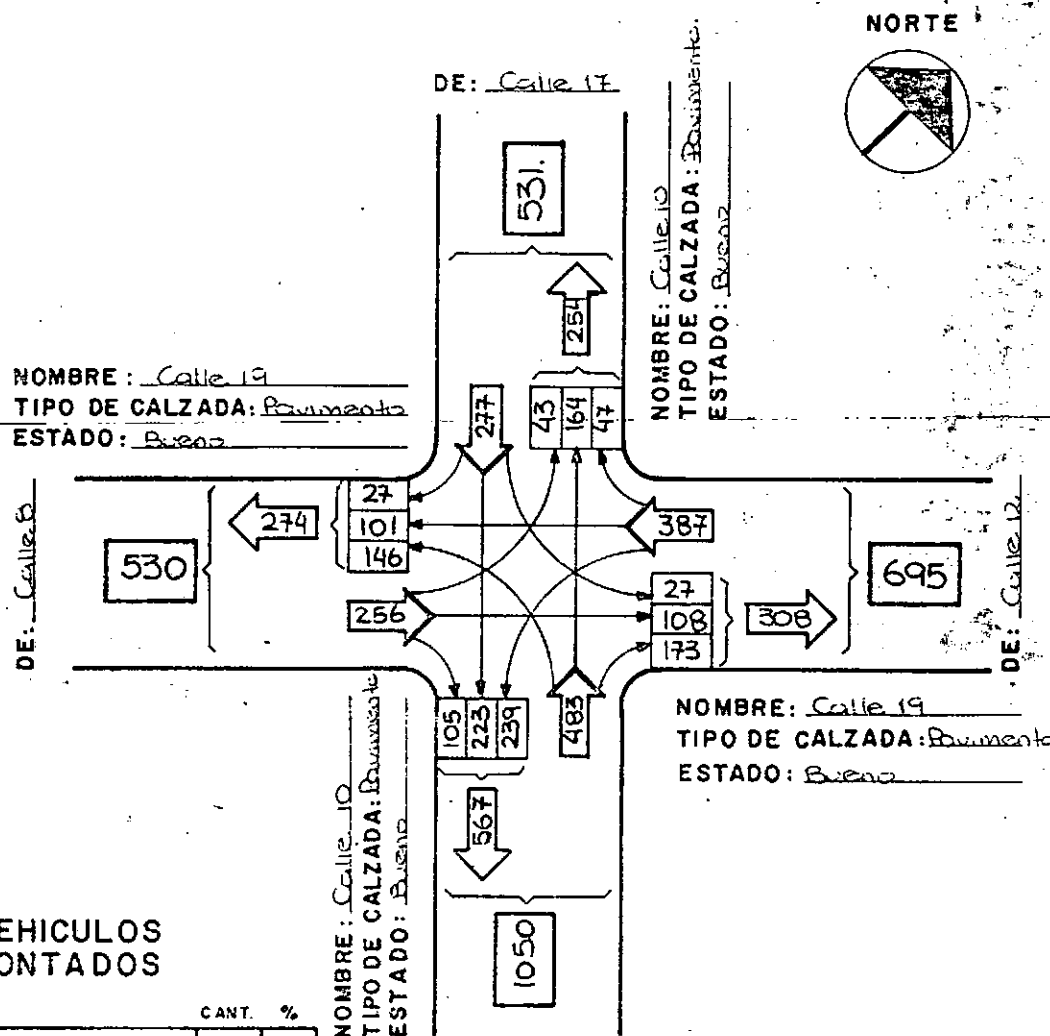 NORTE
DE: Calle 17
531.
254
NOMBRE: Calle 10
TIPO DE CALZADA: Pavimento.
ESTADO: Bueno
NOMBRE: Calle 19
TIPO DE CALZADA: Pavimento
ESTADO: Bueno
277
43 164 47
DE: Calle 8
530
274
27
101
146
387
695
DE: Calle 12
256
27
108
173
308
105 223 239
483
NOMBRE: Calle 19
TIPO DE CALZADA: Pavimento
ESTADO: Bueno
567
NOMBRE: Calle 10
TIPO DE CALZADA: Pavimento
ESTADO: Bueno
1050
EHICULOS
ONTADOS
CANT. %